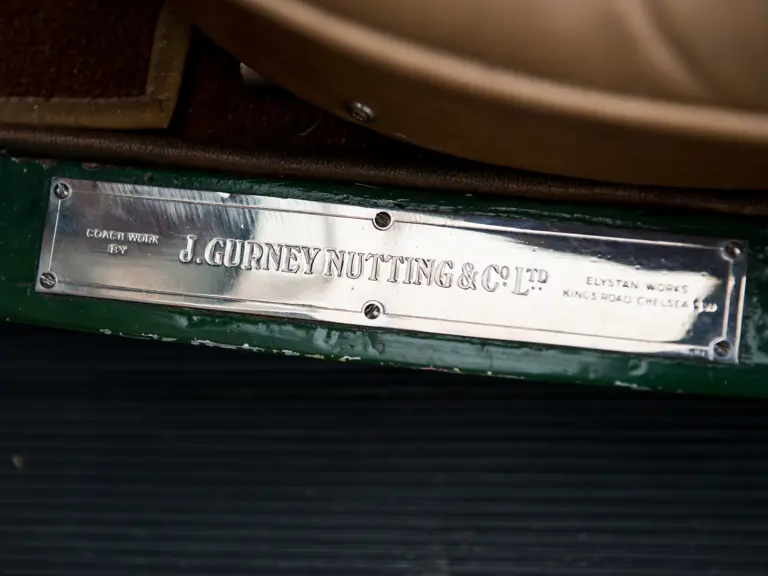 COACH WORK
BY
J. GURNEY NUTTING & Co. LTD.
ELYSTAN WORKS
KINGS ROAD CHELSEA